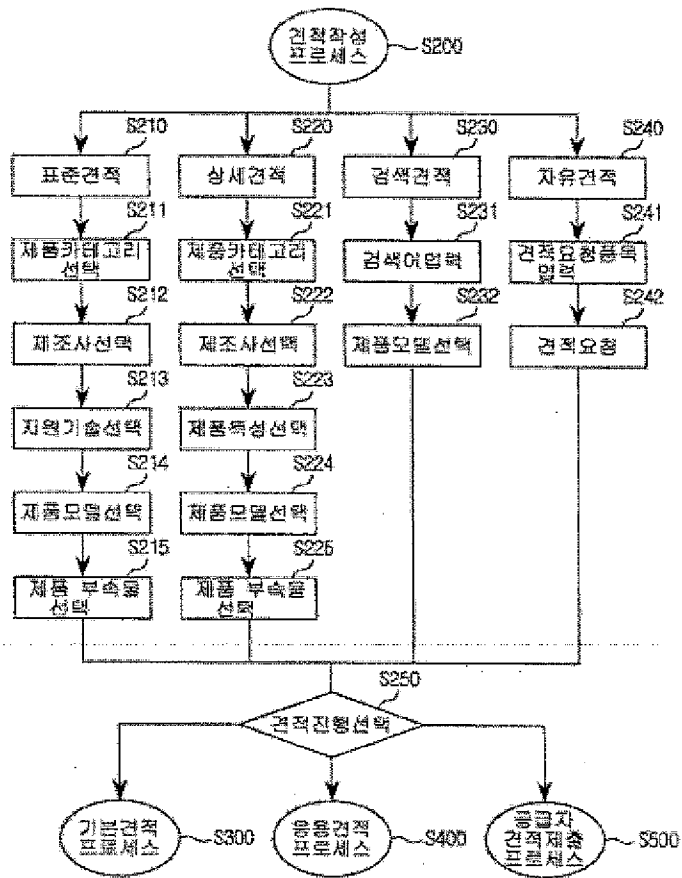 견적작성
프로세스
S200
S210
S220
S230
S240
표준견적
상세견적
검색견적
자유견적
S211
S221
S231
S241
제품카테고리
선택
제품카테고리
선택
검색어입력
견적요청품목
입력
S212
S222
S232
S242
제조사선택
제조사선택
제품모델선택
견적요청
S213
S223
지원기술선택
제품특성선택
S214
S224
제품모델선택
제품모델선택
S215
S225
제품 부속물
선택
제품 부속물
선택
S250
견적진행선택
기본견적
프로세스
S300
응용견적
프로세스
S400
공급자
견적제출
프로세스
S500